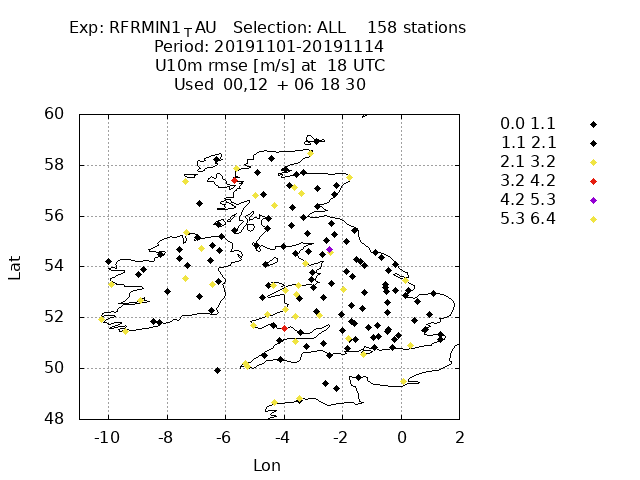 Exp: RFRMIN1_TAU Selection: ALL 158 stations
Period: 20191101-20191114
U10m rmse [m/s] at 18 UTC
Used 00,12 + 06 18 30
60
58
56
54
52
50
48
-10 -8 -6 -4 -2 0 2
Lat
Lon
0.0 1.1
1.1 2.1
2.1 3.2
3.2 4.2
4.2 5.3
5.3 6.4